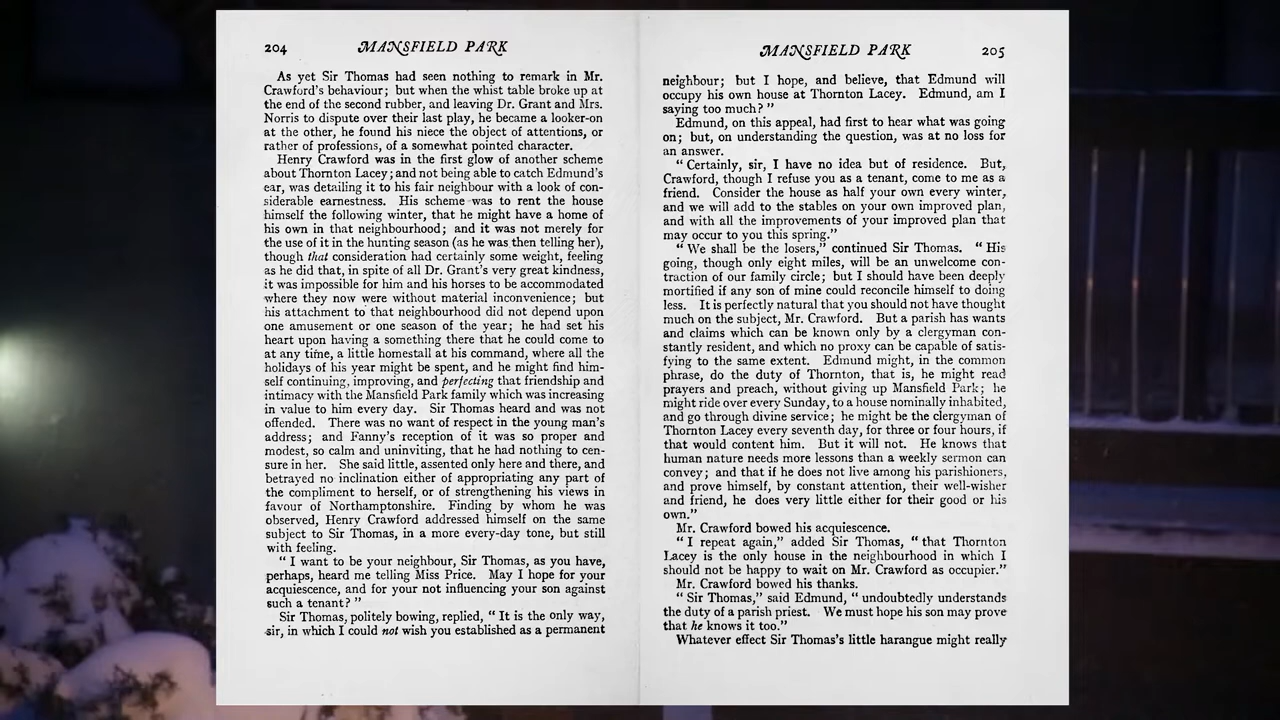 204 MANSFIELD PARK
As yet Sir Thomas had seen nothing to remark in Mr.
Crawford's behaviour; but when the whist table broke up at
the end of the second rubber, and leaving Dr. Grant and Mrs.
Norris to dispute over their last play, he became a looker-on
at the other, he found his niece the object of attentions, or
rather of professions, of a somewhat pointed character.
Henry Crawford was in the first glow of another scheme
about Thornton Lacey; and not being able to catch Edmund's
ear, was detailing it to his fair neighbour with a look of con-
siderable earnestness. His scheme was to rent the house
himself the following winter, that he might have a home of
his own in that neighbourhood; and it was not merely for
the use of it in the hunting season (as he was then telling her),
though that consideration had certainly some weight, feeling
as he did that, in spite of all Dr. Grant's very great kindness,
it was impossible for him and his horses to be accommodated
where they now were without material inconvenience; but
his attachment to that neighbourhood did not depend upon
one amusement or one season of the year; he had set his
heart upon having a something there that he could come to
at any time, a little homestall at his command, where all the
holidays of his year might be spent, and he might find him-
self continuing, improving, and perfecting that friendship and
intimacy with the Mansfield Park family which was increasing
in value to him every day. Sir Thomas heard and was not
offended. There was no want of respect in the young man's
address; and Fanny's reception of it was so proper and
modest, so calm and uninviting, that he had nothing to cen-
sure in her. She said little, assented only here and there, and
betrayed no inclination either of appropriating any part of
the compliment to herself, or of strengthening his views in
favour of Northamptonshire. Finding by whom he was
observed, Henry Crawford addressed himself on the same
subject to Sir Thomas, in a more every-day tone, but still
with feeling.
" I want to be your neighbour, Sir Thomas, as you have,
perhaps, heard me telling Miss Price. May I hope for your
acquiescence, and for your not influencing your son against
such a tenant? "
Sir Thomas, politely bowing, replied, " It is the only way,
sir, in which I could not wish you established as a permanent
MANSFIELD PARK 205
neighbour; but I hope, and believe, that Edmund will
occupy his own house at Thornton Lacey. Edmund, am I
saying too much? "
Edmund, on this appeal, had first to hear what was going
on; but, on understanding the question, was at no loss for
an answer.
" Certainly, sir, I have no idea but of residence. But,
Crawford, though I refuse you as a tenant, come to me as a
friend. Consider the house as half your own every winter,
and we will add to the stables on your own improved plan,
and with all the improvements of your improved plan that
may occur to you this spring."
" We shall be the losers," continued Sir Thomas. " His
going, though only eight miles, will be an unwelcome con-
traction of our family circle; but I should have been deeply
mortified if any son of mine could reconcile himself to doing
less. It is perfectly natural that you should not have thought
much on the subject, Mr. Crawford. But a parish has wants
and claims which can be known only by a clergyman con-
stantly resident, and which no proxy can be capable of satis-
fying to the same extent. Edmund might, in the common
phrase, do the duty of Thornton, that is, he might read
prayers and preach, without giving up Mansfield Park; he
might ride over every Sunday, to a house nominally inhabited,
and go through divine service; he might be the clergyman of
Thornton Lacey every seventh day, for three or four hours, if
that would content him. But it will not. He knows that
human nature needs more lessons than a weekly sermon can
convey; and that if he does not live among his parishioners,
and prove himself, by constant attention, their well-wisher
and friend, he does very little either for their good or his
own."
Mr. Crawford bowed his acquiescence.
" I repeat again," added Sir Thomas, " that Thornton
Lacey is the only house in the neighbourhood in which I
should not be happy to wait on Mr. Crawford as occupier."
Mr. Crawford bowed his thanks.
" Sir Thomas," said Edmund, " undoubtedly understands
the duty of a parish priest. We must hope his son may prove
that he knows it too."
Whatever effect Sir Thomas's little harangue might really